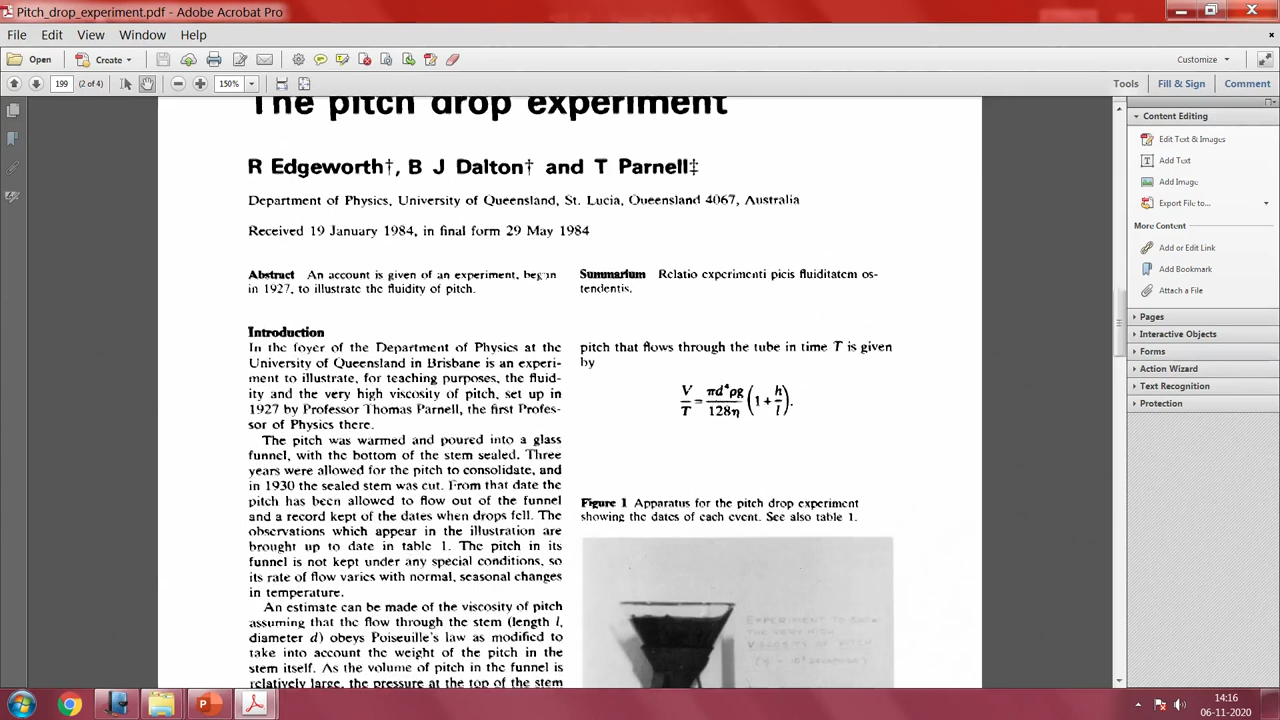 Pitch_drop_experiment.pdf - Adobe Acrobat Pro
File Edit View Window Help
Open Create Customize
199 (2 of 4) 150% Tools Fill & Sign Comment
The pitch drop experiment
R Edgeworth†, B J Dalton† and T Parnell‡
Department of Physics, University of Queensland, St. Lucia, Queensland 4067, Australia
Received 19 January 1984, in final form 29 May 1984
Abstract An account is given of an experiment, began
in 1927, to illustrate the fluidity of pitch.
Introduction
In the foyer of the Department of Physics at the
University of Queensland in Brisbane is an experi-
ment to illustrate, for teaching purposes, the fluid-
ity and the very high viscosity of pitch, set up in
1927 by Professor Thomas Parnell, the first Profes-
sor of Physics there.
The pitch was warmed and poured into a glass
funnel, with the bottom of the stem sealed. Three
years were allowed for the pitch to consolidate, and
in 1930 the sealed stem was cut. From that date the
pitch has been allowed to flow out of the funnel
and a record kept of the dates when drops fell. The
observations which appear in the illustration are
brought up to date in table 1. The pitch in its
funnel is not kept under any special conditions, so
its rate of flow varies with normal, seasonal changes
in temperature.
An estimate can be made of the viscosity of pitch
assuming that the flow through the stem (length l,
diameter d) obeys Poiseuille's law as modified to
take into account the weight of the pitch in the
stem itself. As the volume of pitch in the funnel is
relatively large, the pressure at the top of the stem
Summarium Relatio experimenti picis fluiditatem os-
tendentis.
pitch that flows through the tube in time T is given
by
V/T = πd⁴ρg/128η (1 + h/l).
Figure 1 Apparatus for the pitch drop experiment
showing the dates of each event. See also table 1.
EXPERIMENT TO SHOW
THE VERY HIGH
VISCOSITY OF PITCH
Content Editing
Edit Text & Images
Add Text
Add Image
Export File to...
More Content
Add or Edit Link
Add Bookmark
Attach a File
Pages
Interactive Objects
Forms
Action Wizard
Text Recognition
Protection
14:16
06-11-2020